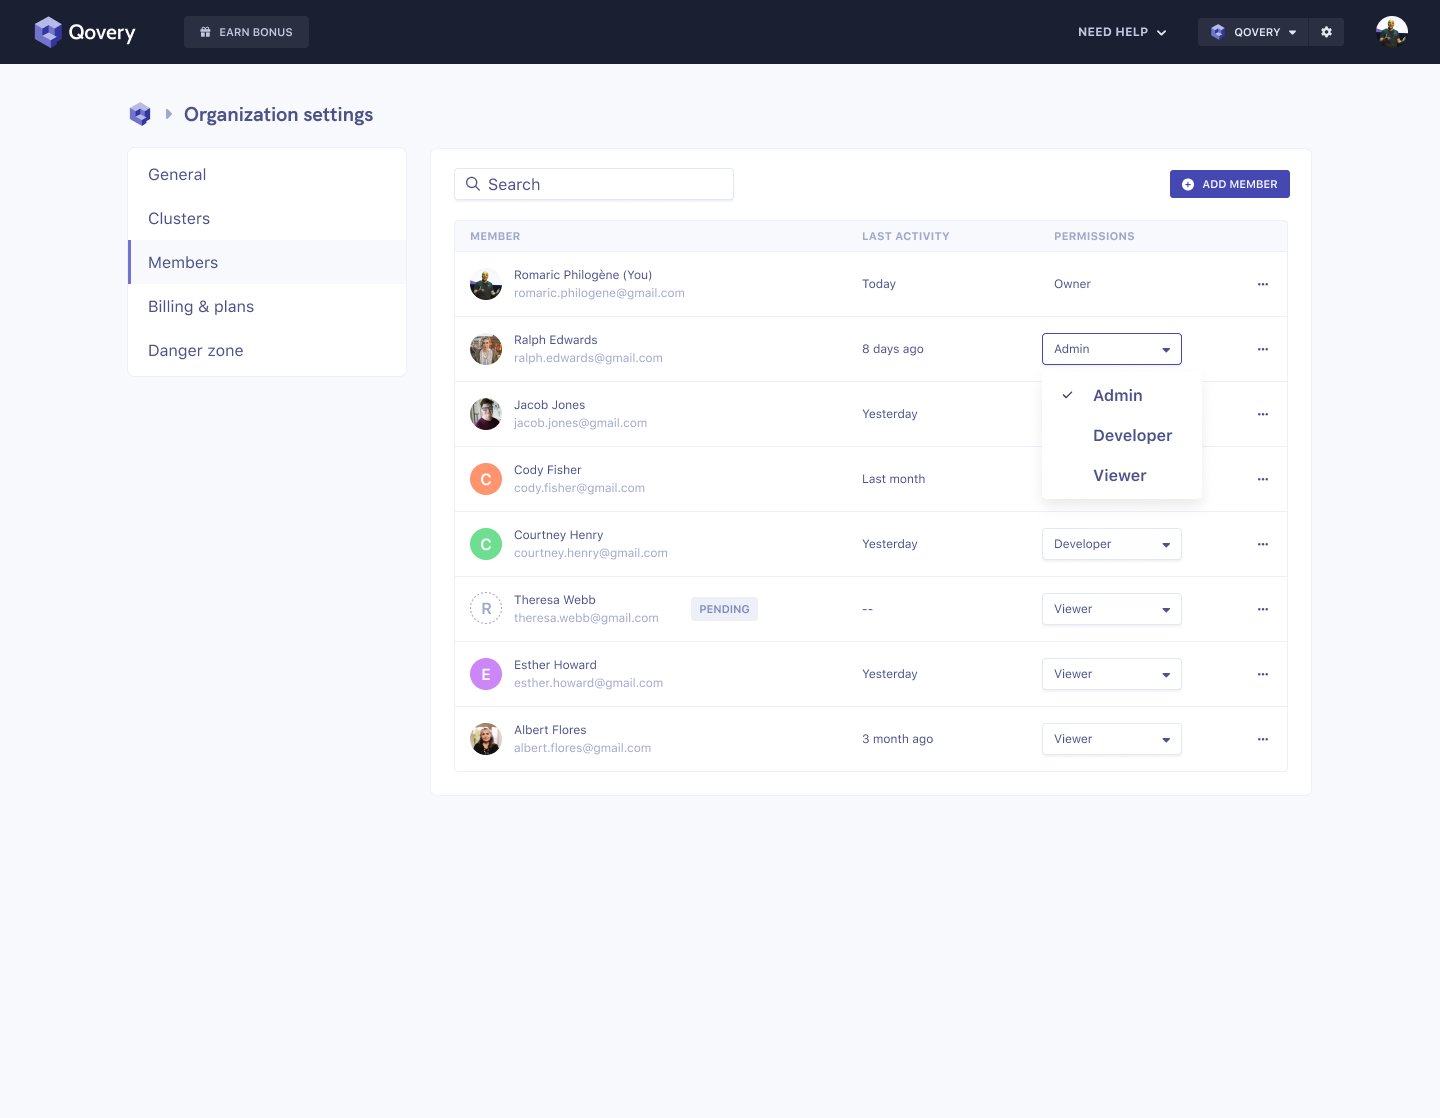 Qovery
EARN BONUS
NEED HELP
QOVERY
Organization settings
General
Clusters
Members
Billing & plans
Danger zone
Search
ADD MEMBER
MEMBER LAST ACTIVITY PERMISSIONS
Romaric Philogène (You)
romaric.philogene@gmail.com
Today
Owner
...
Ralph Edwards
ralph.edwards@gmail.com
8 days ago
Admin
...
Admin
Developer
Viewer
Jacob Jones
jacob.jones@gmail.com
Yesterday
...
C
Cody Fisher
cody.fisher@gmail.com
Last month
...
C
Courtney Henry
courtney.henry@gmail.com
Yesterday
Developer
...
R
Theresa Webb
theresa.webb@gmail.com
PENDING
--
Viewer
...
E
Esther Howard
esther.howard@gmail.com
Yesterday
Viewer
...
Albert Flores
albert.flores@gmail.com
3 month ago
Viewer
...